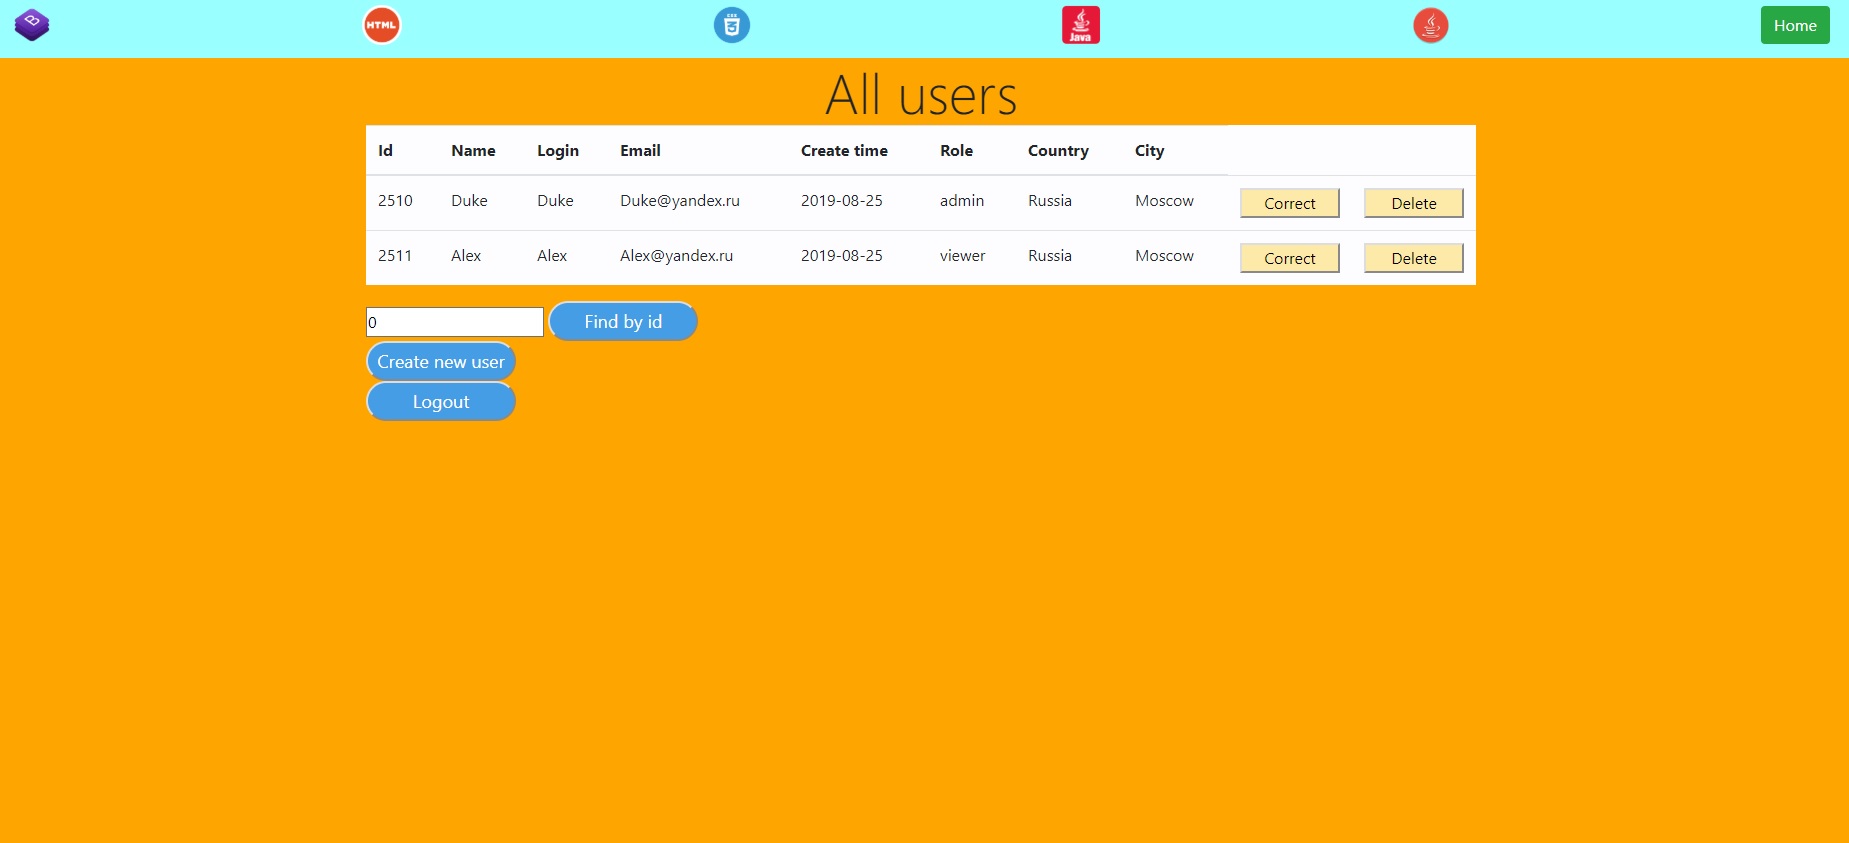 B HTML CSS 3 Java Home
All users
Id Name Login Email Create time Role Country City
2510 Duke Duke Duke@yandex.ru 2019-08-25 admin Russia Moscow Correct Delete
2511 Alex Alex Alex@yandex.ru 2019-08-25 viewer Russia Moscow Correct Delete
0 Find by id
Create new user
Logout